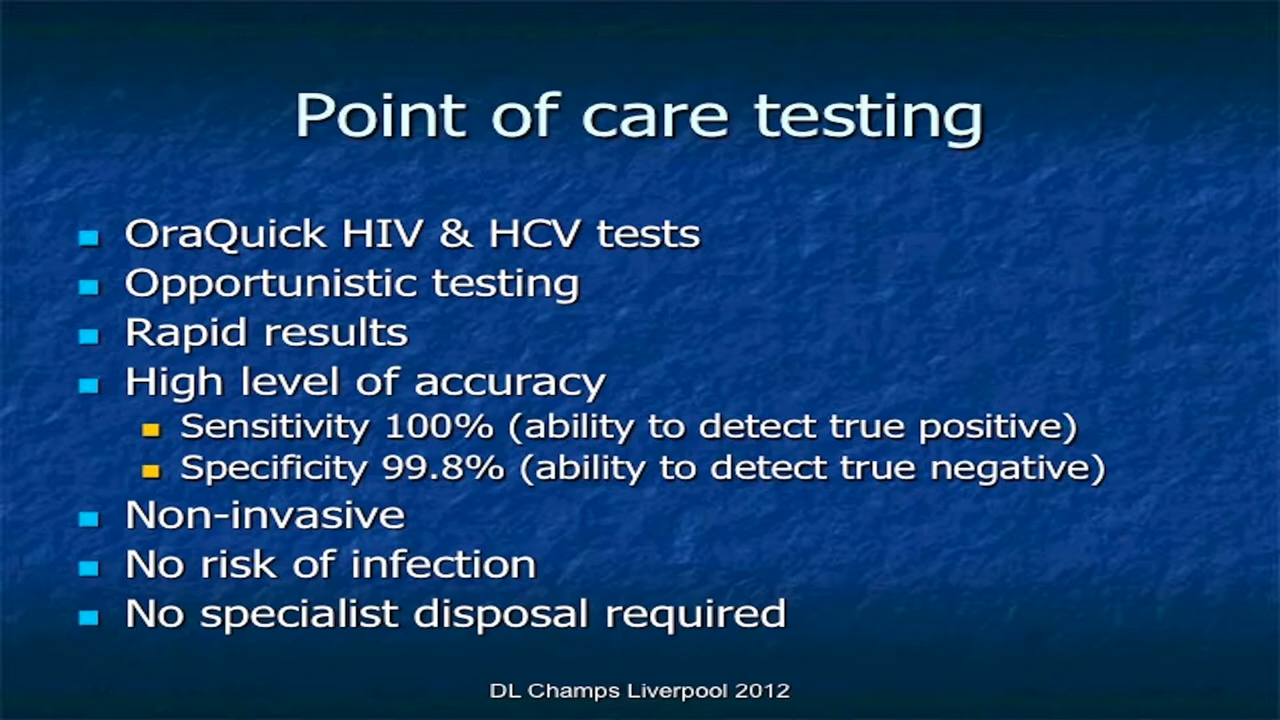 Point of care testing
OraQuick HIV & HCV tests
Opportunistic testing
Rapid results
High level of accuracy
Sensitivity 100% (ability to detect true positive)
Specificity 99.8% (ability to detect true negative)
Non-invasive
No risk of infection
No specialist disposal required
DL Champs Liverpool 2012